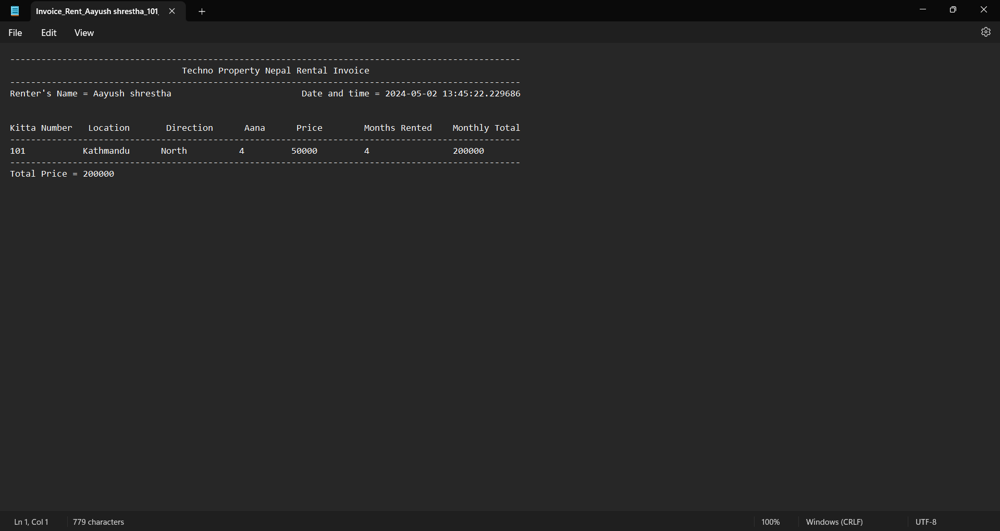 Invoice_Rent_Aayush shrestha_101
File Edit View
--------------------------------------------------------------------------------------------------
Techno Property Nepal Rental Invoice
--------------------------------------------------------------------------------------------------
Renter's Name = Aayush shrestha Date and time = 2024-05-02 13:45:22.229686
Kitta Number Location Direction Aana Price Months Rented Monthly Total
--------------------------------------------------------------------------------------------------
101 Kathmandu North 4 50000 4 200000
--------------------------------------------------------------------------------------------------
Total Price = 200000
Ln 1, Col 1 779 characters 100% Windows (CRLF) UTF-8